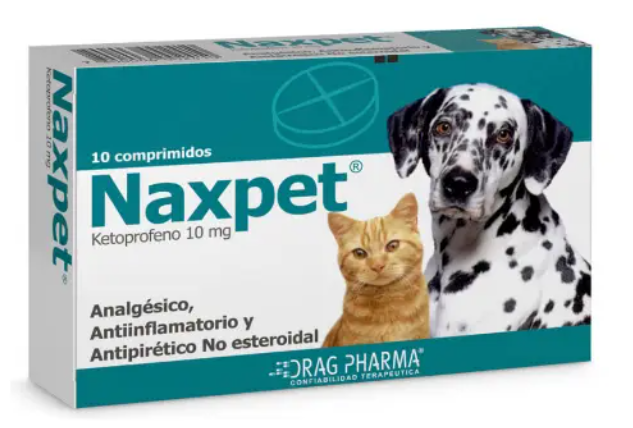 Naxpet
Naxpet®
Ketoprofeno 10 mg
10 comprimidos
Naxpet®
Ketoprofeno 10 mg
Analgésico,
Antiinflamatorio y
Antipirético No esteroidal
DRAG PHARMA®
CONFIABILIDAD TERAPEUTICA